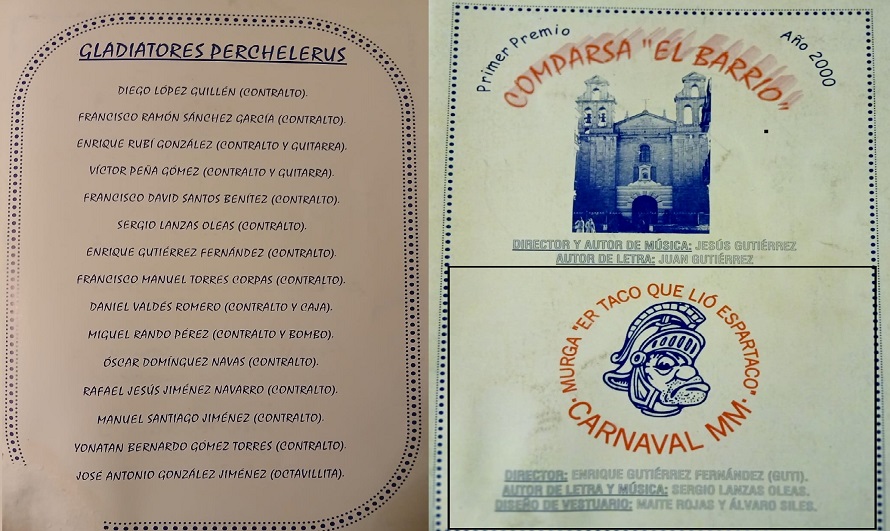 GLADIATORES PERCHELERUS
DIEGO LÓPEZ GUILLÉN (CONTRALTO).
FRANCISCO RAMÓN SÁNCHEZ GARCÍA (CONTRALTO).
ENRIQUE RUBÍ GONZÁLEZ (CONTRALTO Y GUITARRA).
VÍCTOR PEÑA GÓMEZ (CONTRALTO Y GUITARRA).
FRANCISCO DAVID SANTOS BENÍTEZ (CONTRALTO).
SERGIO LANZAS OLEAS (CONTRALTO).
ENRIQUE GUTIÉRREZ FERNÁNDEZ (CONTRALTO).
FRANCISCO MANUEL TORRES CORPAS (CONTRALTO).
DANIEL VALDÉS ROMERO (CONTRALTO Y CAJA).
MIGUEL RANDO PÉREZ (CONTRALTO Y BOMBO).
ÓSCAR DOMÍNGUEZ NAVAS (CONTRALTO).
RAFAEL JESÚS JIMÉNEZ NAVARRO (CONTRALTO).
MANUEL SANTIAGO JIMÉNEZ (CONTRALTO).
YONATAN BERNARDO GÓMEZ TORRES (CONTRALTO).
JOSÉ ANTONIO GONZÁLEZ JIMÉNEZ (OCTAVILLITA).
Primer Premio
Año 2000
COMPARSA "EL BARRIO"
DIRECTOR Y AUTOR DE MÚSICA: JESÚS GUTIÉRREZ
AUTOR DE LETRA: JUAN GUTIÉRREZ
MURGA "ER TACO QUE LIÓ ESPARTACO"
CARNAVAL MM
DIRECTOR: ENRIQUE GUTIÉRREZ FERNÁNDEZ (GUTI).
AUTOR DE LETRA Y MÚSICA: SERGIO LANZAS OLEAS.
DISEÑO DE VESTUARIO: MAITE ROJAS Y ÁLVARO SILES.